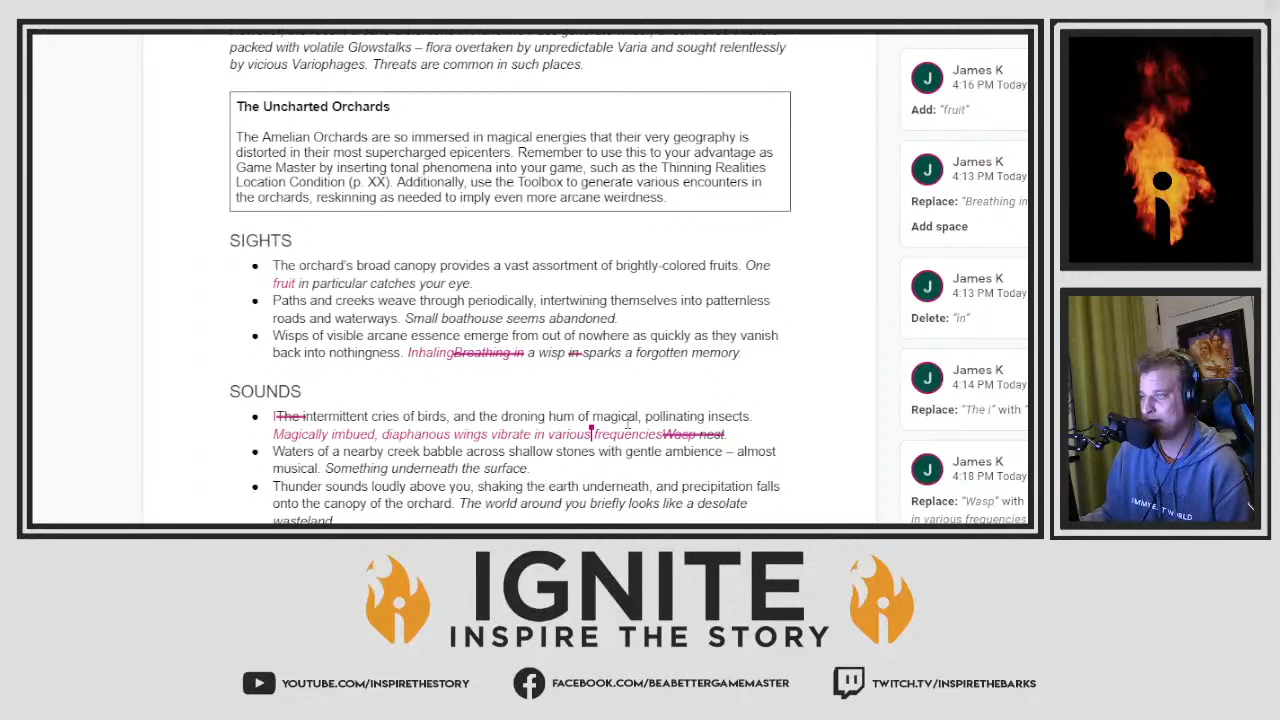 packed with volatile Glowstalks – flora overtaken by unpredictable Varia and sought relentlessly
by vicious Variophages. Threats are common in such places.
The Uncharted Orchards
The Amelian Orchards are so immersed in magical energies that their very geography is
distorted in their most supercharged epicenters. Remember to use this to your advantage as
Game Master by inserting tonal phenomena into your game, such as the Thinning Realities
Location Condition (p. XX). Additionally, use the Toolbox to generate various encounters in
the orchards, reskinning as needed to imply even more arcane weirdness.
SIGHTS
● The orchard's broad canopy provides a vast assortment of brightly-colored fruits. One
fruit in particular catches your eye.
● Paths and creeks weave through periodically, intertwining themselves into patternless
roads and waterways. Small boathouse seems abandoned.
● Wisps of visible arcane essence emerge from out of nowhere as quickly as they vanish
back into nothingness. InhalingBreathing in a wisp in sparks a forgotten memory.
SOUNDS
● IThe intermittent cries of birds, and the droning hum of magical, pollinating insects.
Magically imbued, diaphanous wings vibrate in various frequenciesWasp nest.
● Waters of a nearby creek babble across shallow stones with gentle ambience – almost
musical. Something underneath the surface.
● Thunder sounds loudly above you, shaking the earth underneath, and precipitation falls
onto the canopy of the orchard. The world around you briefly looks like a desolate
wasteland.
J James K
4:16 PM Today
Add: "fruit"
J James K
4:13 PM Today
Replace: "Breathing in
Add space
J James K
4:13 PM Today
Delete: "in"
J James K
4:14 PM Today
Replace: "The i" with "
J James K
4:18 PM Today
Replace: "Wasp" with
in various frequencies
IGNITE
INSPIRE THE STORY
YOUTUBE.COM/INSPIRETHESTORY
FACEBOOK.COM/BEABETTERGAMEMASTER
TWITCH.TV/INSPIRETHEBARKS